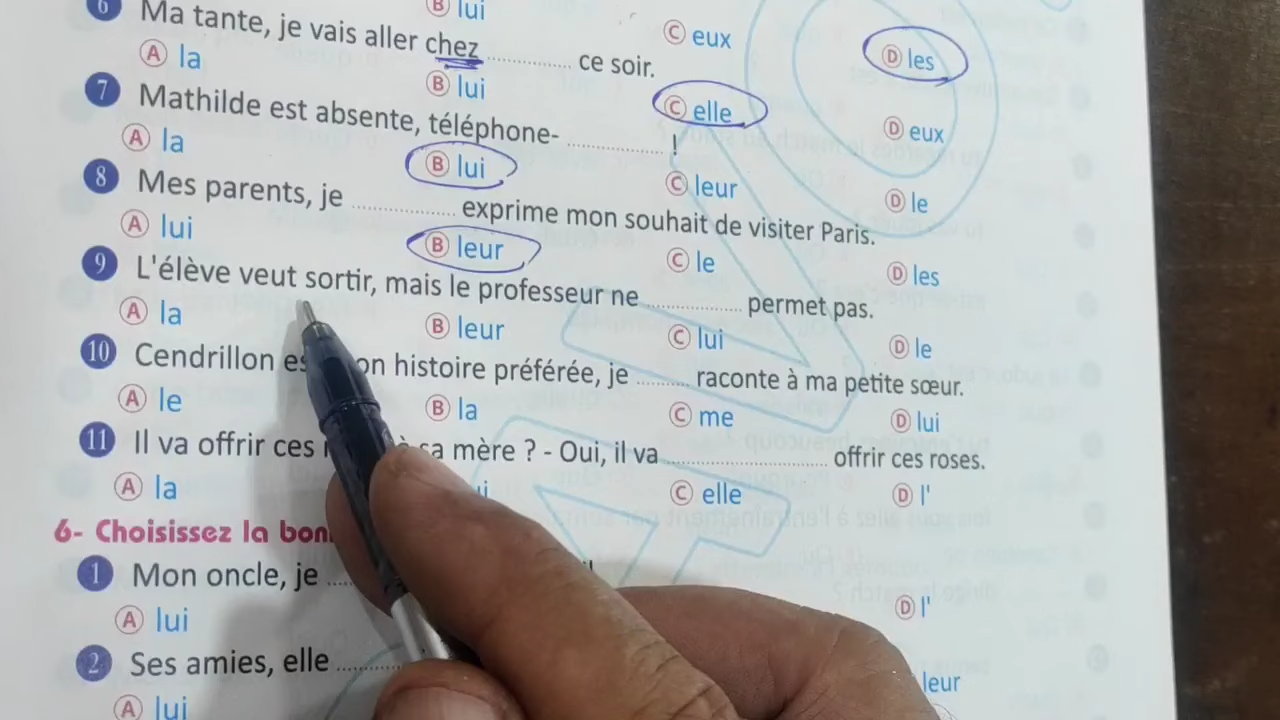 6 Ⓑ lui
Ma tante, je vais aller chez ............ ce soir. Ⓒ eux Ⓓ les
Ⓐ la Ⓑ lui Ⓒ elle Ⓓ eux
7 Mathilde est absente, téléphone- ............ !
Ⓐ la Ⓑ lui Ⓒ leur Ⓓ le
8 Mes parents, je ............ exprime mon souhait de visiter Paris.
Ⓐ lui Ⓑ leur Ⓒ le Ⓓ les
9 L'élève veut sortir, mais le professeur ne ............ permet pas.
Ⓐ la Ⓑ leur Ⓒ lui Ⓓ le
10 Cendrillon histoire préférée, je ........ raconte à ma petite sœur.
Ⓐ le Ⓑ la Ⓒ me Ⓓ lui
11 Il va offrir ces à sa mère ? - Oui, il va ............ offrir ces roses.
Ⓐ la Ⓒ elle Ⓓ l'
6- Choisissez la
1 Mon oncle, je ....
Ⓐ lui Ⓓ l'
2 Ses amies, elle ........
Ⓐ lui leur